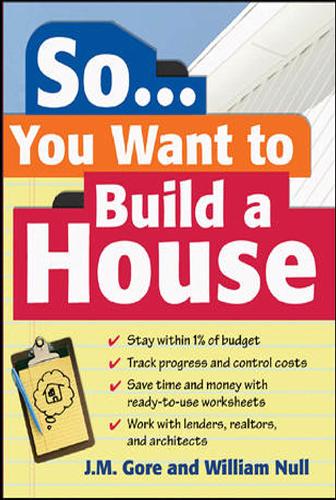 So...
You Want to
Build a
House
Stay within 1% of budget
Track progress and control costs
Save time and money with
ready-to-use worksheets
Work with lenders, realtors,
and architects
J.M. Gore and William Null